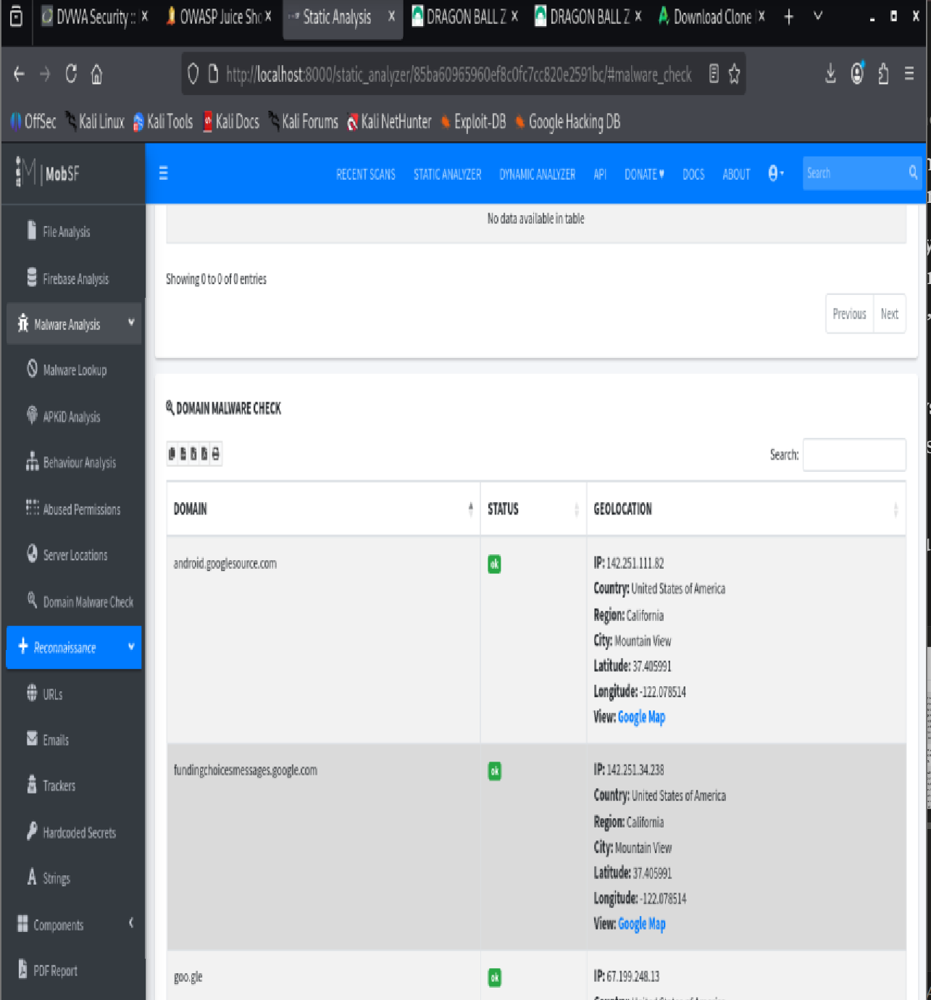 DVWA Security ::
OWASP Juice Sho
Static Analysis
DRAGON BALL Z
DRAGON BALL Z
Download Clone
http://localhost:8000/static_analyzer/85ba60965960ef8c0fc7cc820e2591bc/#malware_check
OffSec Kali Linux Kali Tools Kali Docs Kali Forums Kali NetHunter Exploit-DB Google Hacking DB
MobSF
RECENT SCANS STATIC ANALYZER DYNAMIC ANALYZER API DONATE ♥ DOCS ABOUT Search
File Analysis
Firebase Analysis
Malware Analysis
Malware Lookup
APKiD Analysis
Behaviour Analysis
Abused Permissions
Server Locations
Domain Malware Check
Reconnaissance
URLs
Emails
Trackers
Hardcoded Secrets
Strings
Components
PDF Report
No data available in table
Showing 0 to 0 of 0 entries
Previous Next
DOMAIN MALWARE CHECK
Search:
DOMAIN STATUS GEOLOCATION
android.googlesource.com ok IP: 142.251.111.82
Country: United States of America
Region: California
City: Mountain View
Latitude: 37.405991
Longitude: -122.078514
View: Google Map
fundingchoicesmessages.google.com ok IP: 142.251.34.238
Country: United States of America
Region: California
City: Mountain View
Latitude: 37.405991
Longitude: -122.078514
View: Google Map
goo.gle ok IP: 67.199.248.13
Country: United States of America